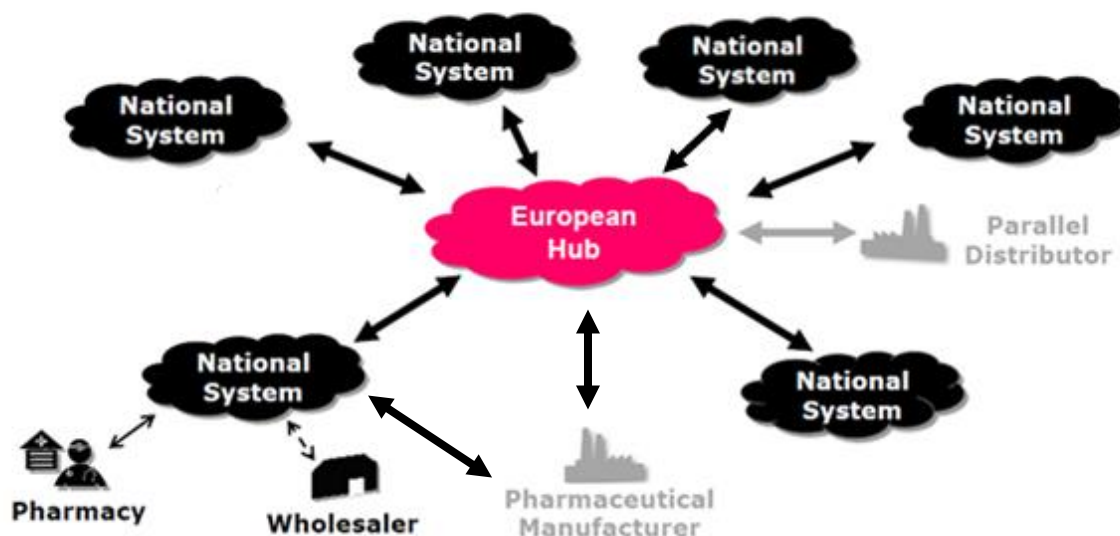 National
System
National
System
National
System
National
System
European
Hub
Parallel
Distributor
National
System
National
System
Pharmacy
Wholesaler
Pharmaceutical
Manufacturer